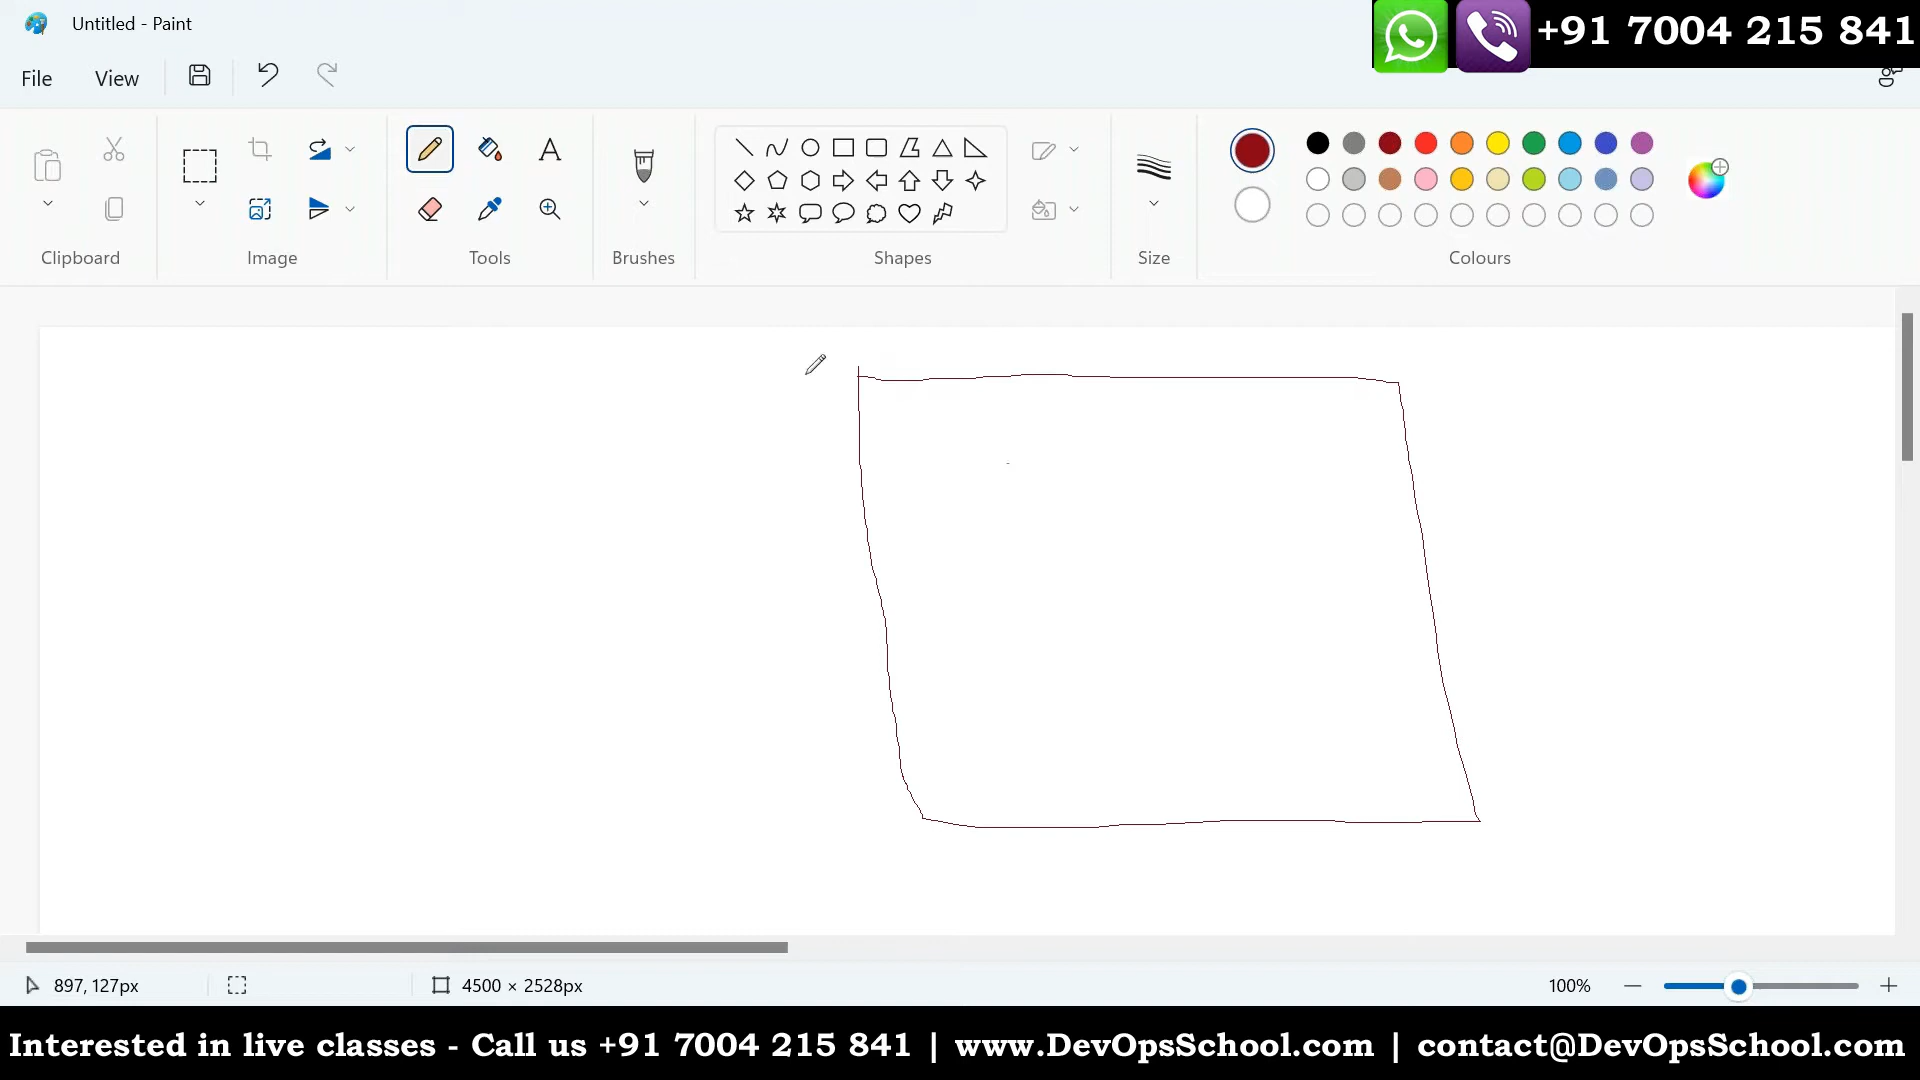 Untitled - Paint
+91 7004 215 841
File
View
Clipboard
Image
Tools
Brushes
Shapes
Size
Colours
897, 127px
4500 × 2528px
100%
Interested in live classes - Call us +91 7004 215 841 | www.DevOpsSchool.com | contact@DevOpsSchool.com